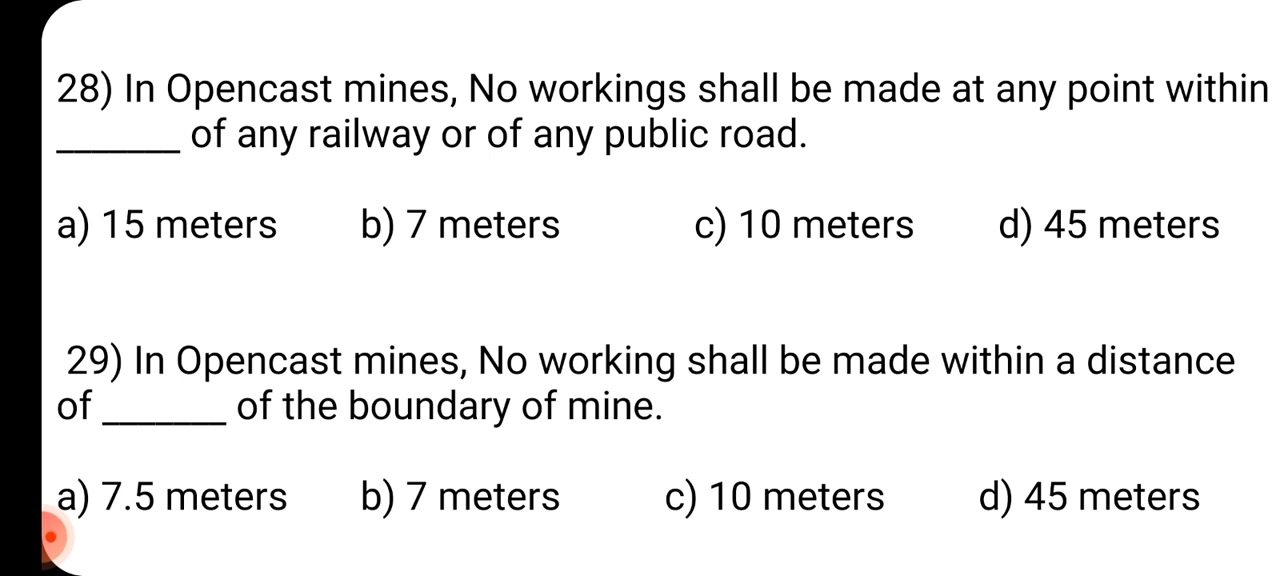 28) In Opencast mines, No workings shall be made at any point within
_______ of any railway or of any public road.
a) 15 meters b) 7 meters c) 10 meters d) 45 meters
29) In Opencast mines, No working shall be made within a distance
of _______ of the boundary of mine.
a) 7.5 meters b) 7 meters c) 10 meters d) 45 meters